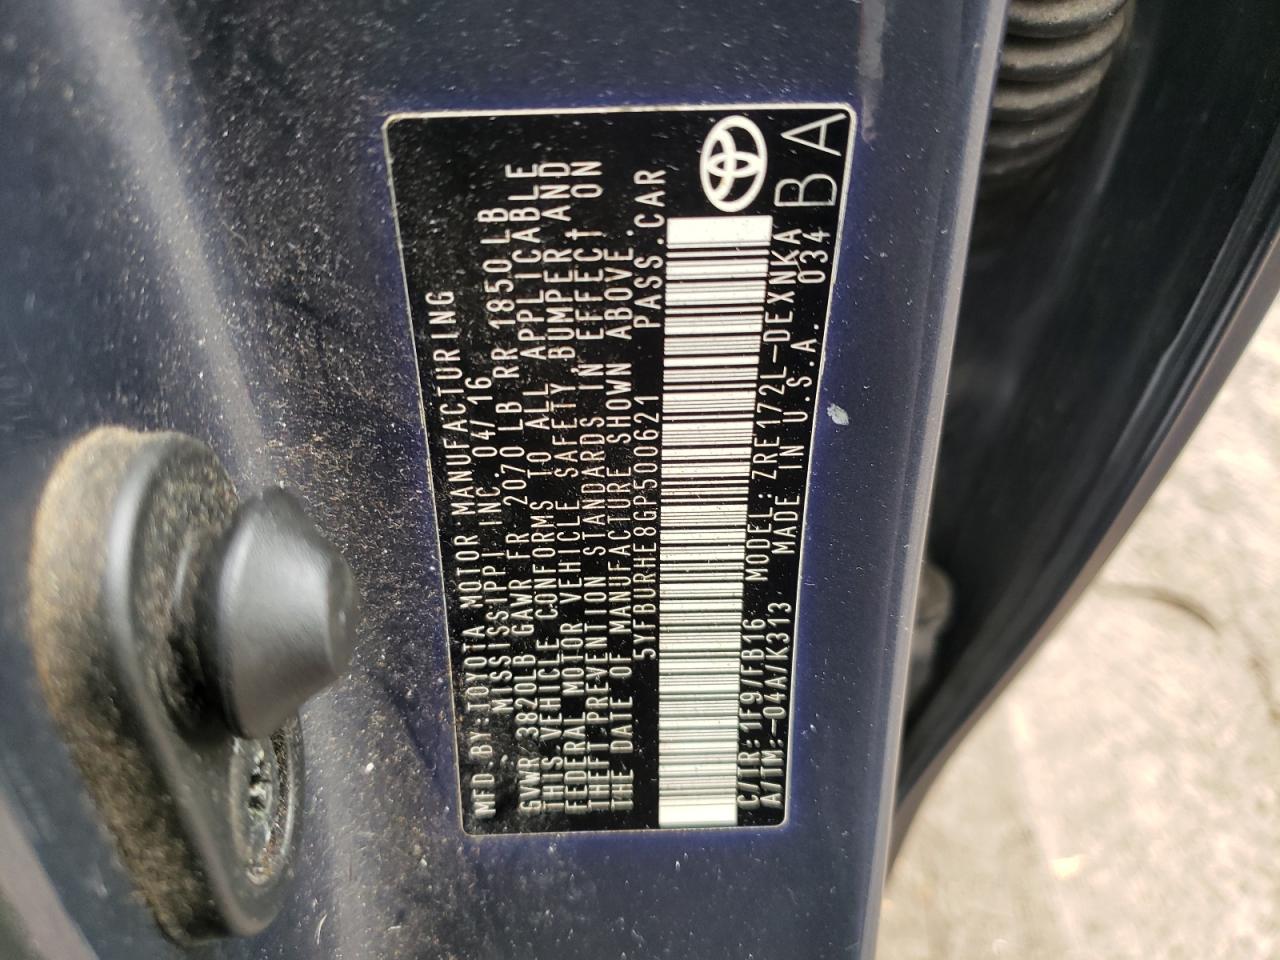 MFD.BY:TOYOTA MOTOR MANUFACTURING
MISSISSIPPI INC 04/16
GVWR 3820LB GAWR FR 2070LB RR 1850LB
THIS VEHICLE CONFORMS TO ALL APPLICABLE
FEDERAL MOTOR VEHICLE SAFETY,BUMPER,AND
THEFT PREVENTION STANDARDS IN EFFECT ON
THE DATE OF MANUFACTURE SHOWN ABOVE.
5YFBURHE8GP500621 PASS.CAR
C/TR:1F9/FB16 MODEL:ZRE172L-DEXNKA
A/TM:-04A/K313 MADE IN U.S.A. 034
BA